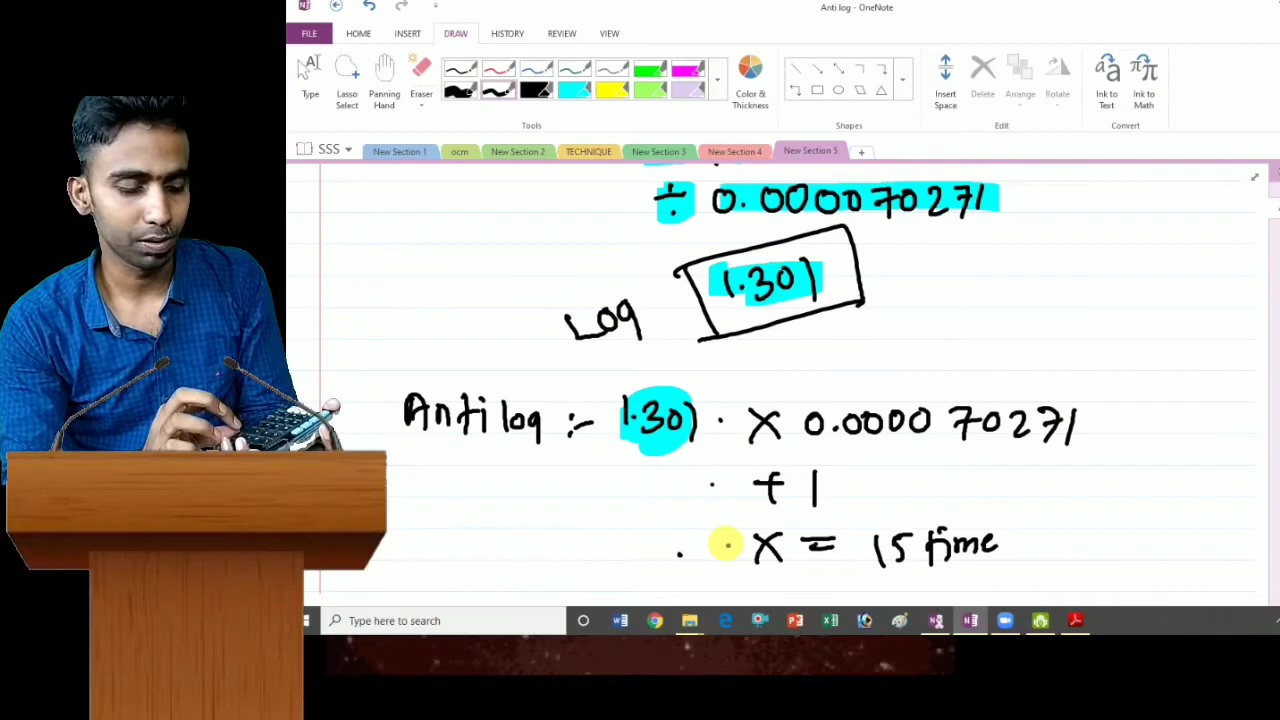 Anti log - OneNote
FILE HOME INSERT DRAW HISTORY REVIEW VIEW
Type Lasso Select Panning Hand Eraser Color & Thickness Insert Space Delete Arrange Rotate Ink to Text Ink to Math
Tools Shapes Edit Convert
SSS New Section 1 ocm New Section 2 TECHNIQUE New Section 3 New Section 4 New Section 5
÷ 0.000070271
1.301
Log
Antilog :- 1.301 × 0.000070271
+ 1
× = 15 time
Type here to search